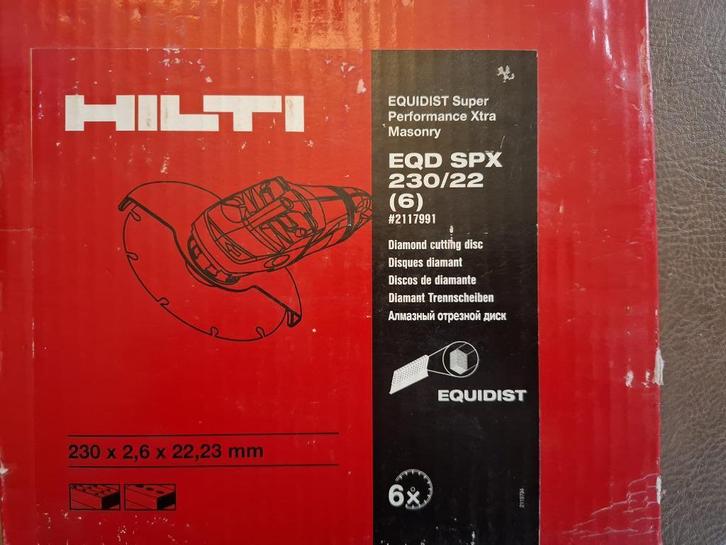 HILTI
EQUIDIST Super
Performance Xtra
Masonry
EQD SPX
230/22
(6)
#2117991
Diamond cutting disc
Disques diamant
Discos de diamante
Diamant Trennscheiben
Алмазный отрезной диск
EQUIDIST
230 x 2,6 x 22,23 mm
6x